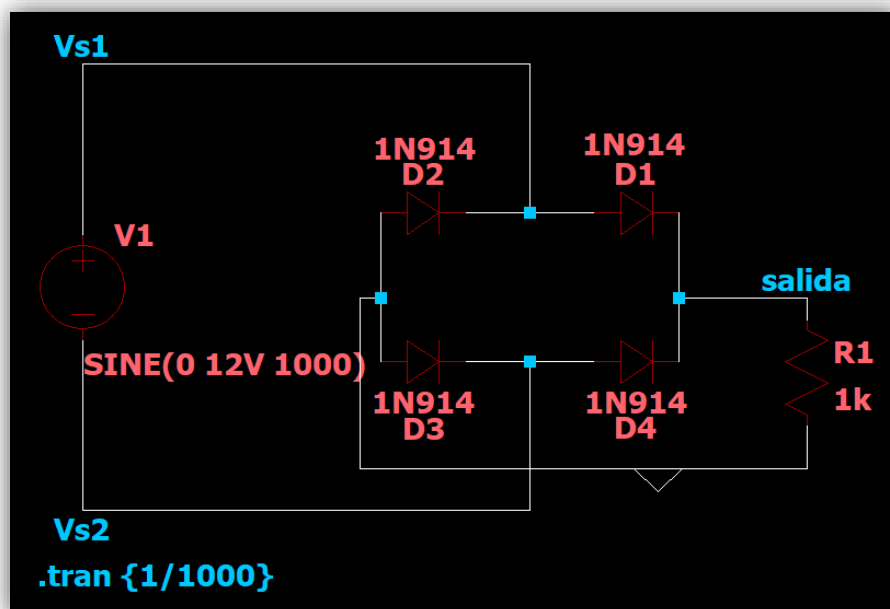 Vs1
1N914
D2
1N914
D1
V1
salida
SINE(0 12V 1000)
R1
1k
1N914
D3
1N914
D4
Vs2
.tran {1/1000}